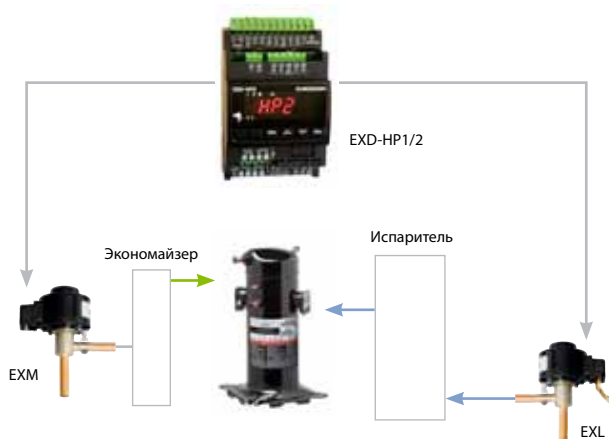 HP2
EXD-HP1/2
Экономайзер
Испаритель
EXM
EXL